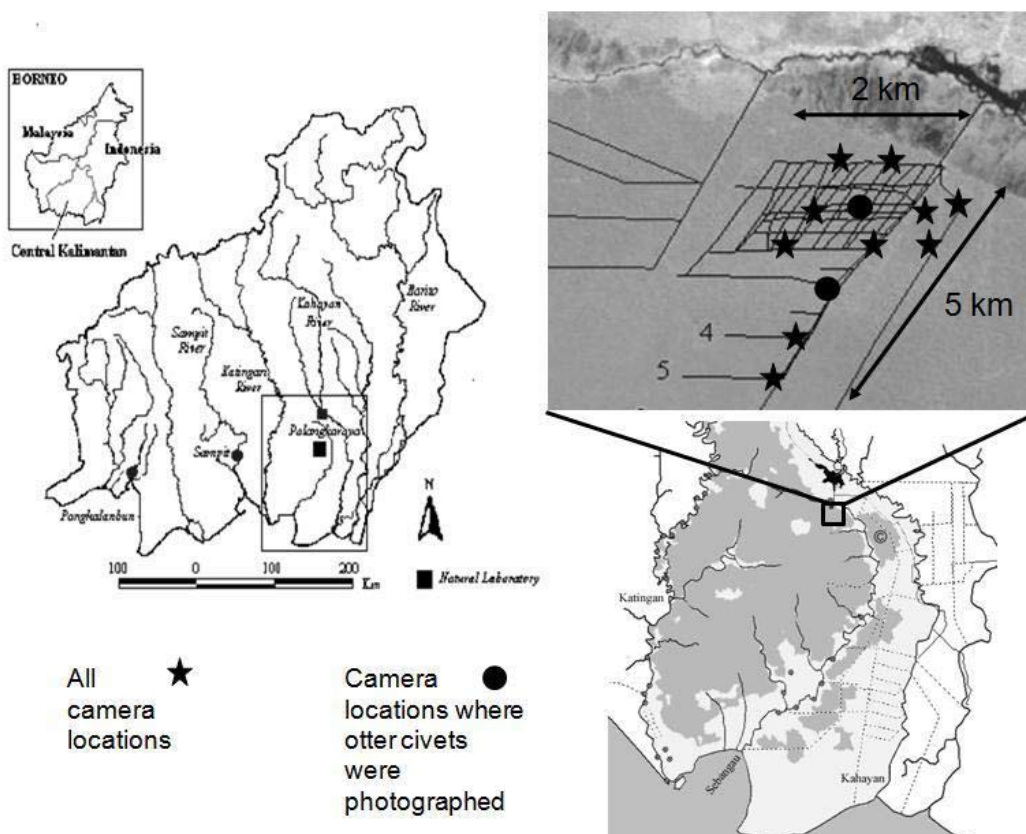 BORNEO
Malaysia
Indonesia
Central Kalimantan
Sampit
River
Katingan
River
Kahayan
River
Barito
River
Palangkaraya
Sampit
Pangkalanbun
N
100 0 100 200
Km
Natural Laboratory
2 km
5 km
4
5
Katingan
©
Sebangau
Kahayan
All
camera
locations
Camera
locations where
otter civets
were
photographed